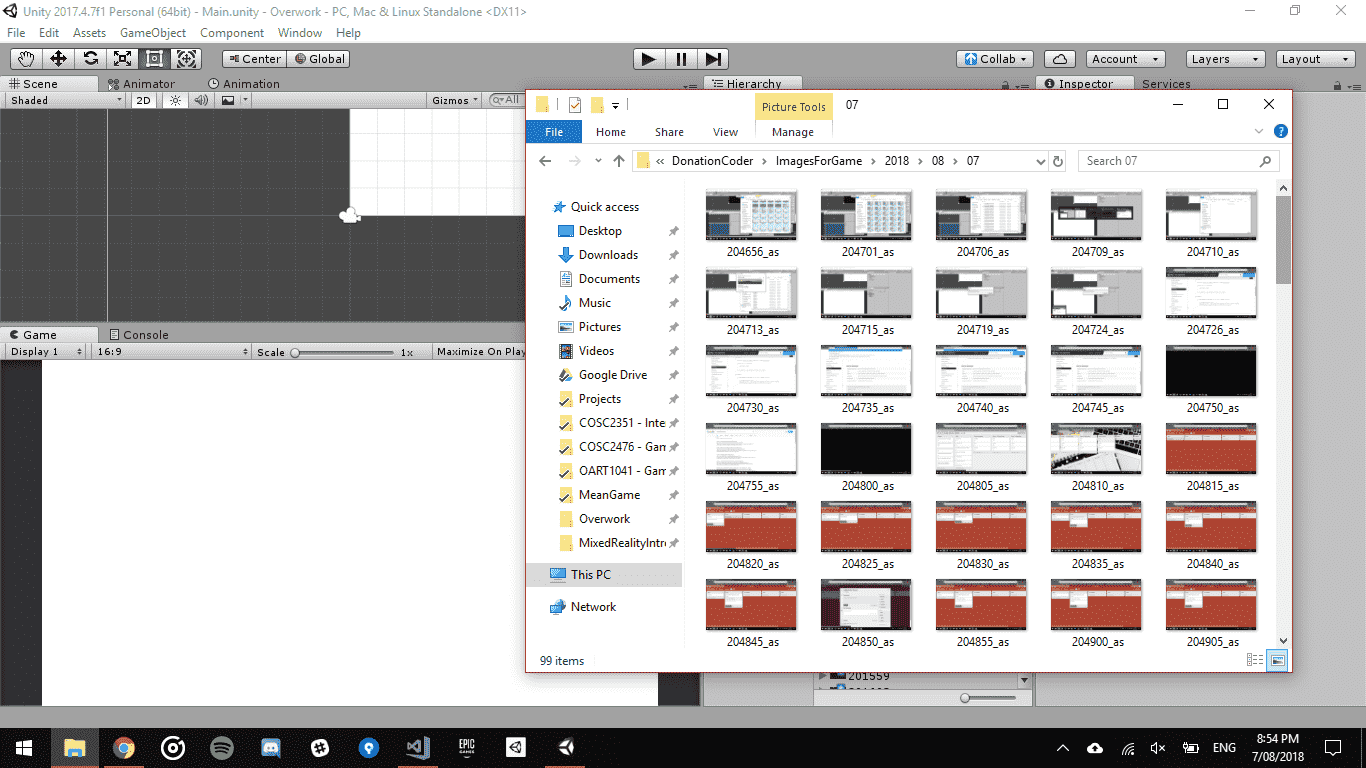 Unity 2017.4.7f1 Personal (64bit) - Main.unity - Overwork - PC, Mac & Linux Standalone <DX11>
File Edit Assets GameObject Component Window Help
Center Global Collab Account Layers Layout
Scene Animator Animation Hierarchy Inspector Services
Shaded 2D Gizmos All
Picture Tools 07
File Home Share View Manage
« DonationCoder > ImagesForGame > 2018 > 08 > 07 Search 07
Quick access
Desktop
Downloads
Documents
Music
Pictures
Videos
Google Drive
Projects
COSC2351 - Inte
COSC2476 - Gam
OART1041 - Gam
MeanGame
Overwork
MixedRealityIntr
This PC
Network
204656_as 204701_as 204706_as 204709_as 204710_as
204713_as 204715_as 204719_as 204724_as 204726_as
204730_as 204735_as 204740_as 204745_as 204750_as
204755_as 204800_as 204805_as 204810_as 204815_as
204820_as 204825_as 204830_as 204835_as 204840_as
204845_as 204850_as 204855_as 204900_as 204905_as
99 items
Game Console
Display 1 16:9 Scale 1x Maximize On Play
201559
EPIC GAMES
ENG
8:54 PM
7/08/2018